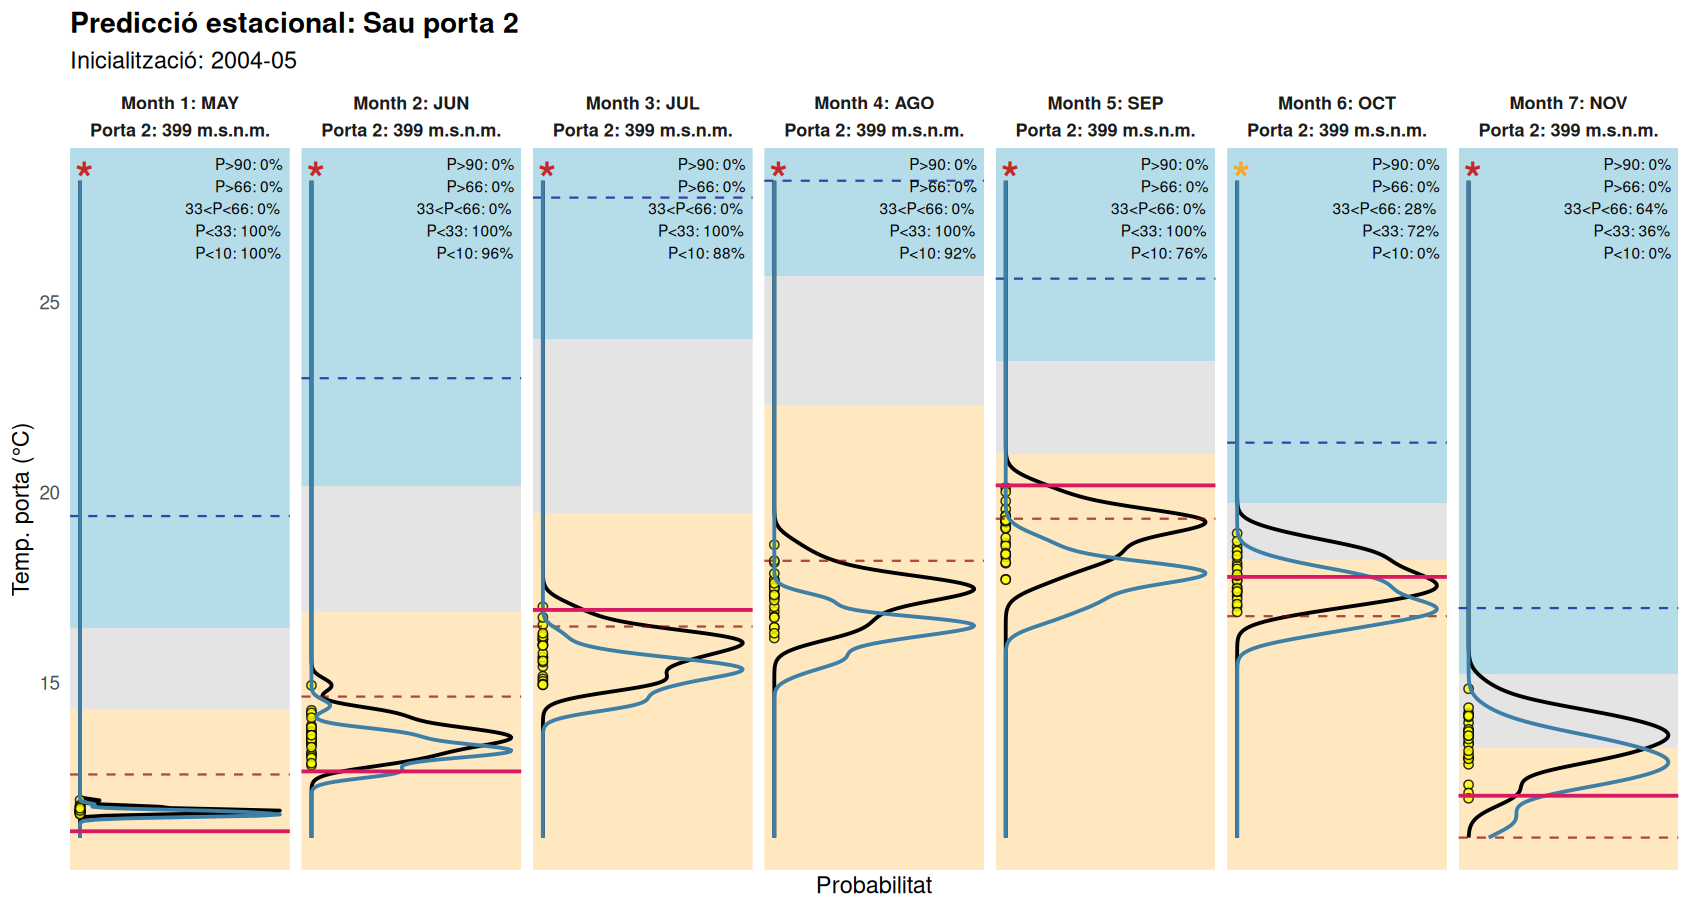 Predicció estacional: Sau porta 2
Inicialització: 2004-05
Month 1: MAY
Porta 2: 399 m.s.n.m.
Month 2: JUN
Porta 2: 399 m.s.n.m.
Month 3: JUL
Porta 2: 399 m.s.n.m.
Month 4: AGO
Porta 2: 399 m.s.n.m.
Month 5: SEP
Porta 2: 399 m.s.n.m.
Month 6: OCT
Porta 2: 399 m.s.n.m.
Month 7: NOV
Porta 2: 399 m.s.n.m.
*
P>90: 0%
P>66: 0%
33<P<66: 0%
P<33: 100%
P<10: 100%
*
P>90: 0%
P>66: 0%
33<P<66: 0%
P<33: 100%
P<10: 96%
*
P>90: 0%
P>66: 0%
33<P<66: 0%
P<33: 100%
P<10: 88%
*
P>90: 0%
P>66: 0%
33<P<66: 0%
P<33: 100%
P<10: 92%
*
P>90: 0%
P>66: 0%
33<P<66: 0%
P<33: 100%
P<10: 76%
*
P>90: 0%
P>66: 0%
33<P<66: 28%
P<33: 72%
P<10: 0%
*
P>90: 0%
P>66: 0%
33<P<66: 64%
P<33: 36%
P<10: 0%
25
20
15
Temp. porta (°C)
Probabilitat